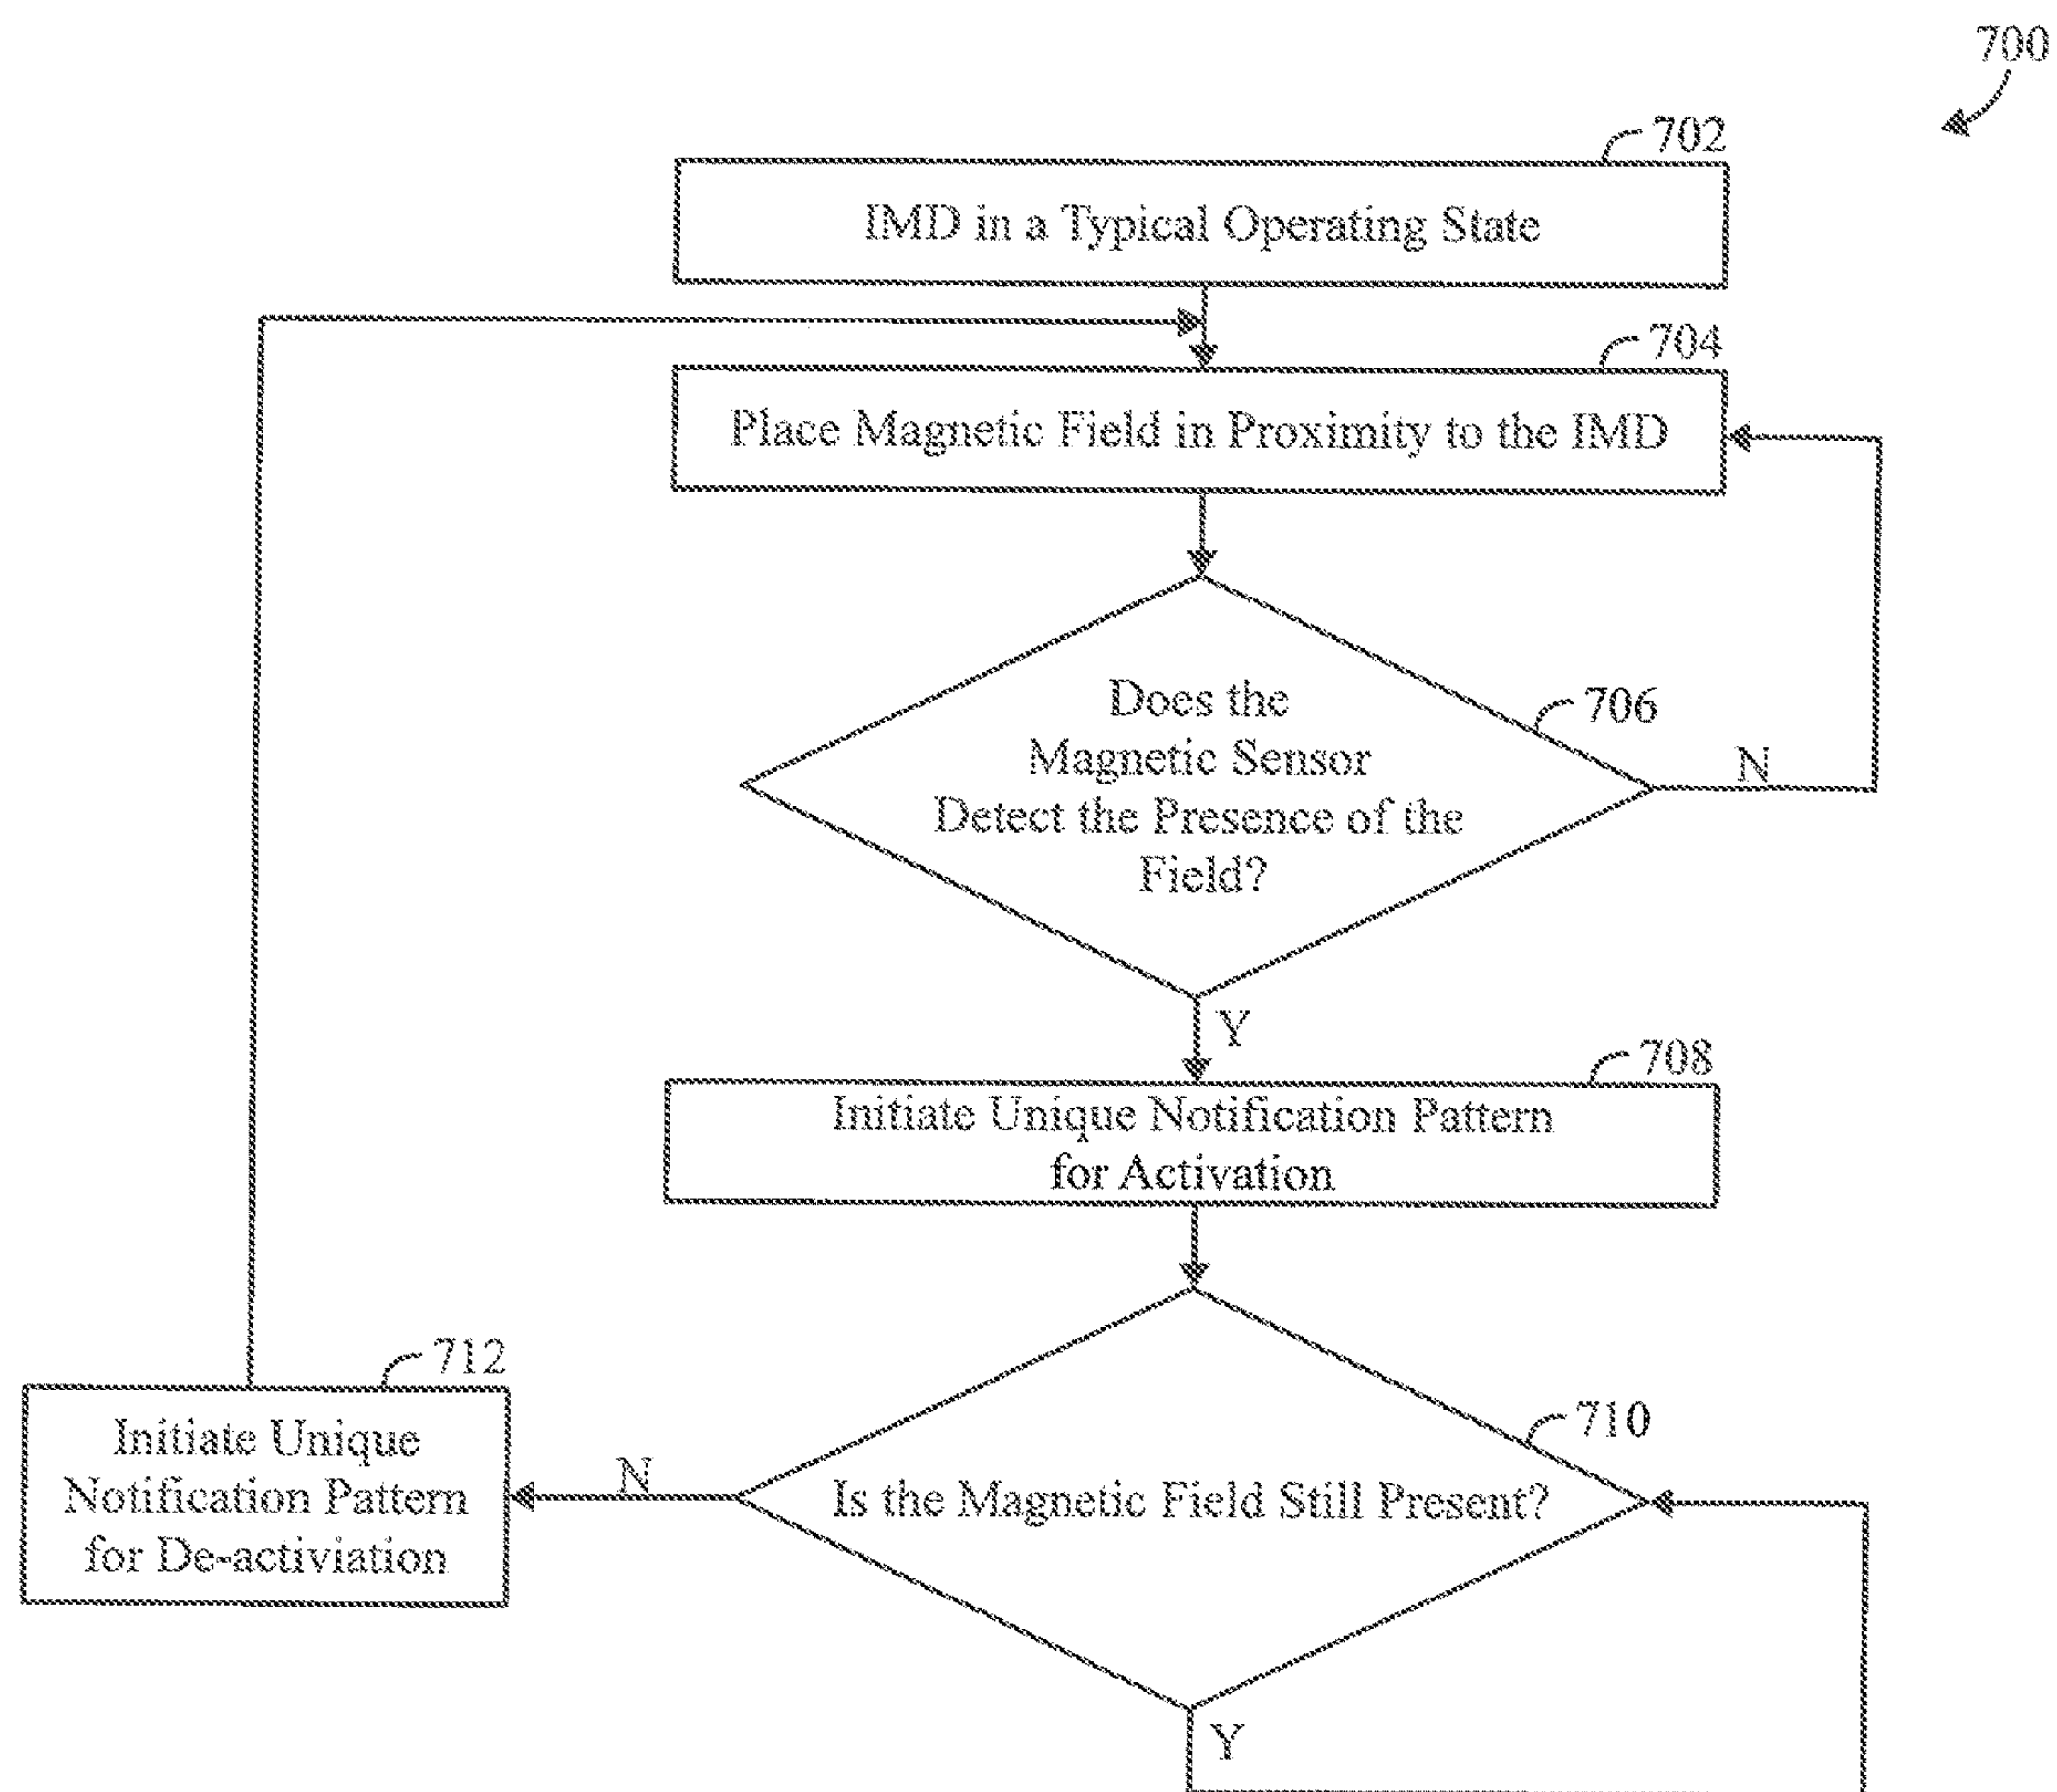 700
702
IMD in a Typical Operating State
704
Place Magnetic Field in Proximity to the IMD
706
Does the
Magnetic Sensor
Detect the Presence of the
Field?
N
Y
708
Initiate Unique Notification Pattern
for Activation
712
Initiate Unique
Notification Pattern
for De-activiation
N
710
Is the Magnetic Field Still Present?
Y